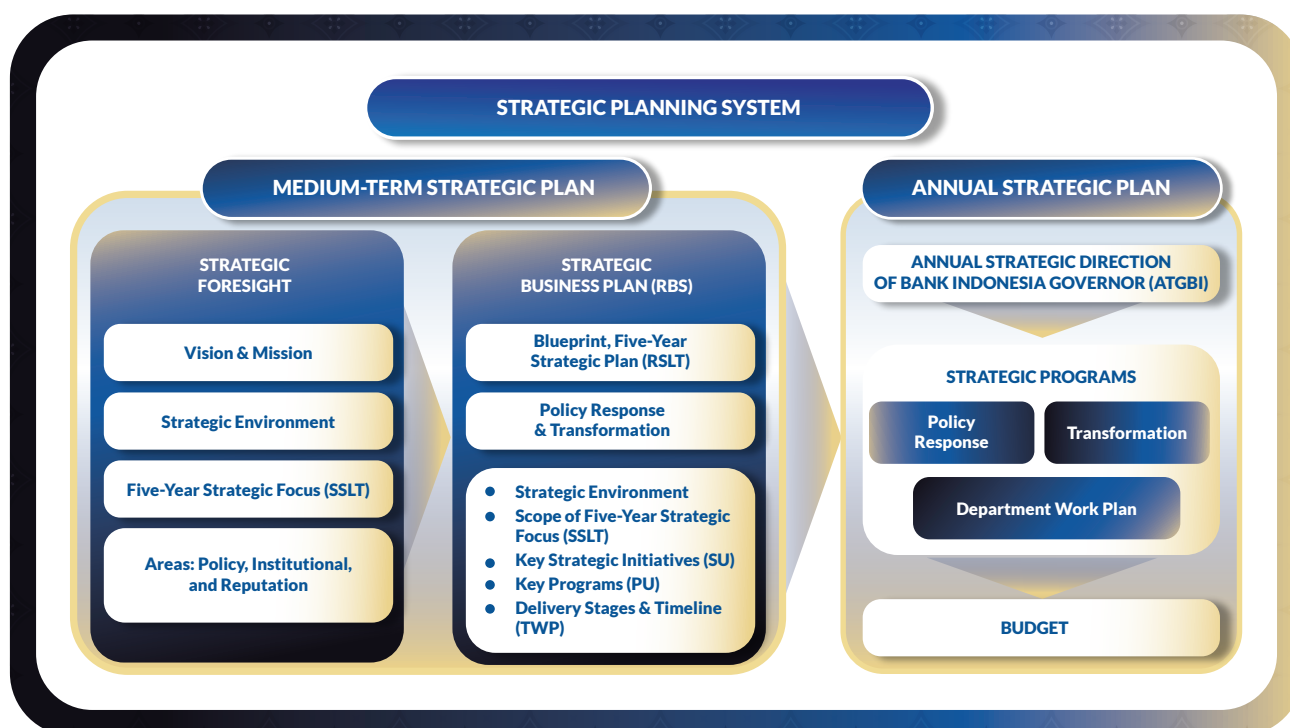 STRATEGIC PLANNING SYSTEM
MEDIUM-TERM STRATEGIC PLAN
STRATEGIC
FORESIGHT
Vision & Mission
Strategic Environment
Five-Year Strategic Focus (SSLT)
Areas: Policy, Institutional,
and Reputation
STRATEGIC
BUSINESS PLAN (RBS)
Blueprint, Five-Year
Strategic Plan (RSLT)
Policy Response
& Transformation
● Strategic Environment
● Scope of Five-Year Strategic
Focus (SSLT)
● Key Strategic Initiatives (SU)
● Key Programs (PU)
● Delivery Stages & Timeline
(TWP)
ANNUAL STRATEGIC PLAN
ANNUAL STRATEGIC DIRECTION
OF BANK INDONESIA GOVERNOR (ATGBI)
STRATEGIC PROGRAMS
Policy
Response
Transformation
Department Work Plan
BUDGET